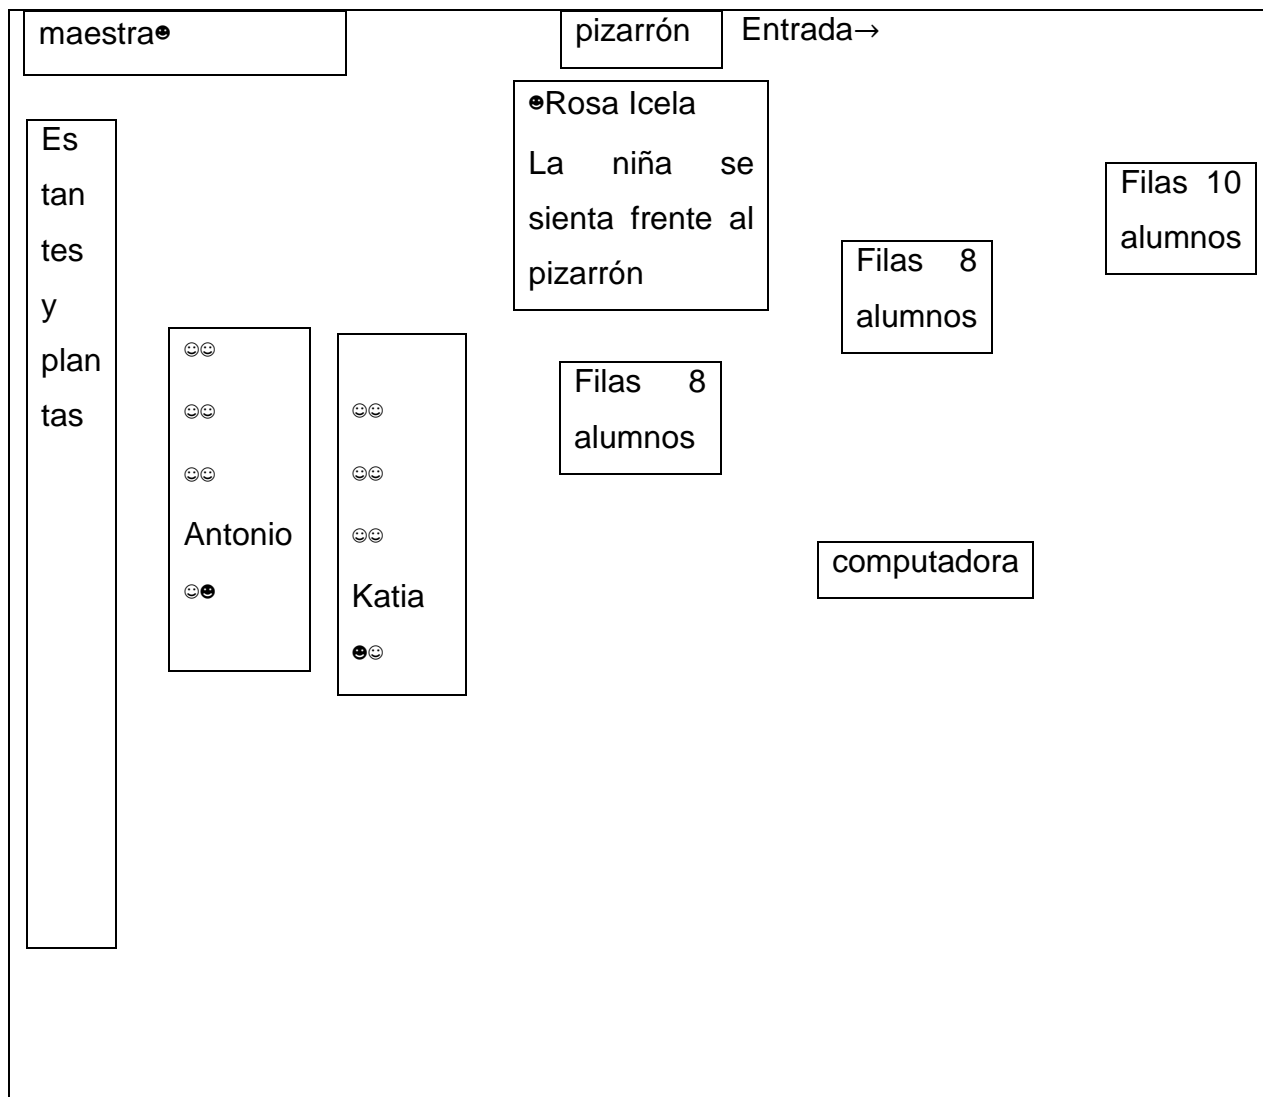 maestra☻
pizarrón
Entrada→
☻Rosa Icela
La niña se
sienta frente al
pizarrón
Es
tan
tes
y
plan
tas
Filas 10
alumnos
Filas 8
alumnos
☺☺
☺☺
☺☺
Antonio
☺☻
☺☺
☺☺
☺☺
Katia
☻☺
Filas 8
alumnos
computadora